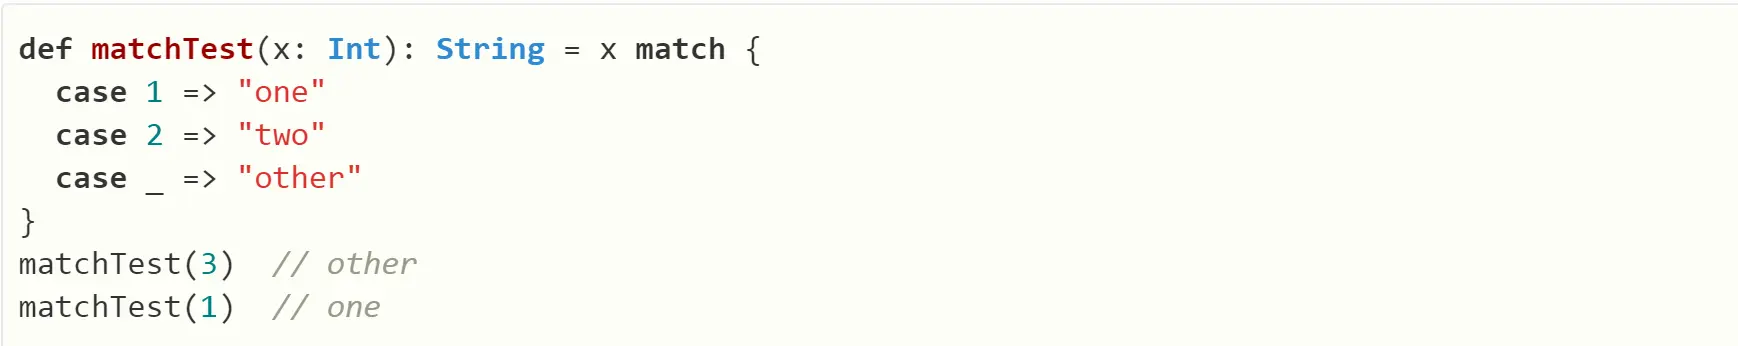 def matchTest(x: Int): String = x match {
  case 1 => "one"
  case 2 => "two"
  case _ => "other"
}
matchTest(3)  // other
matchTest(1)  // one